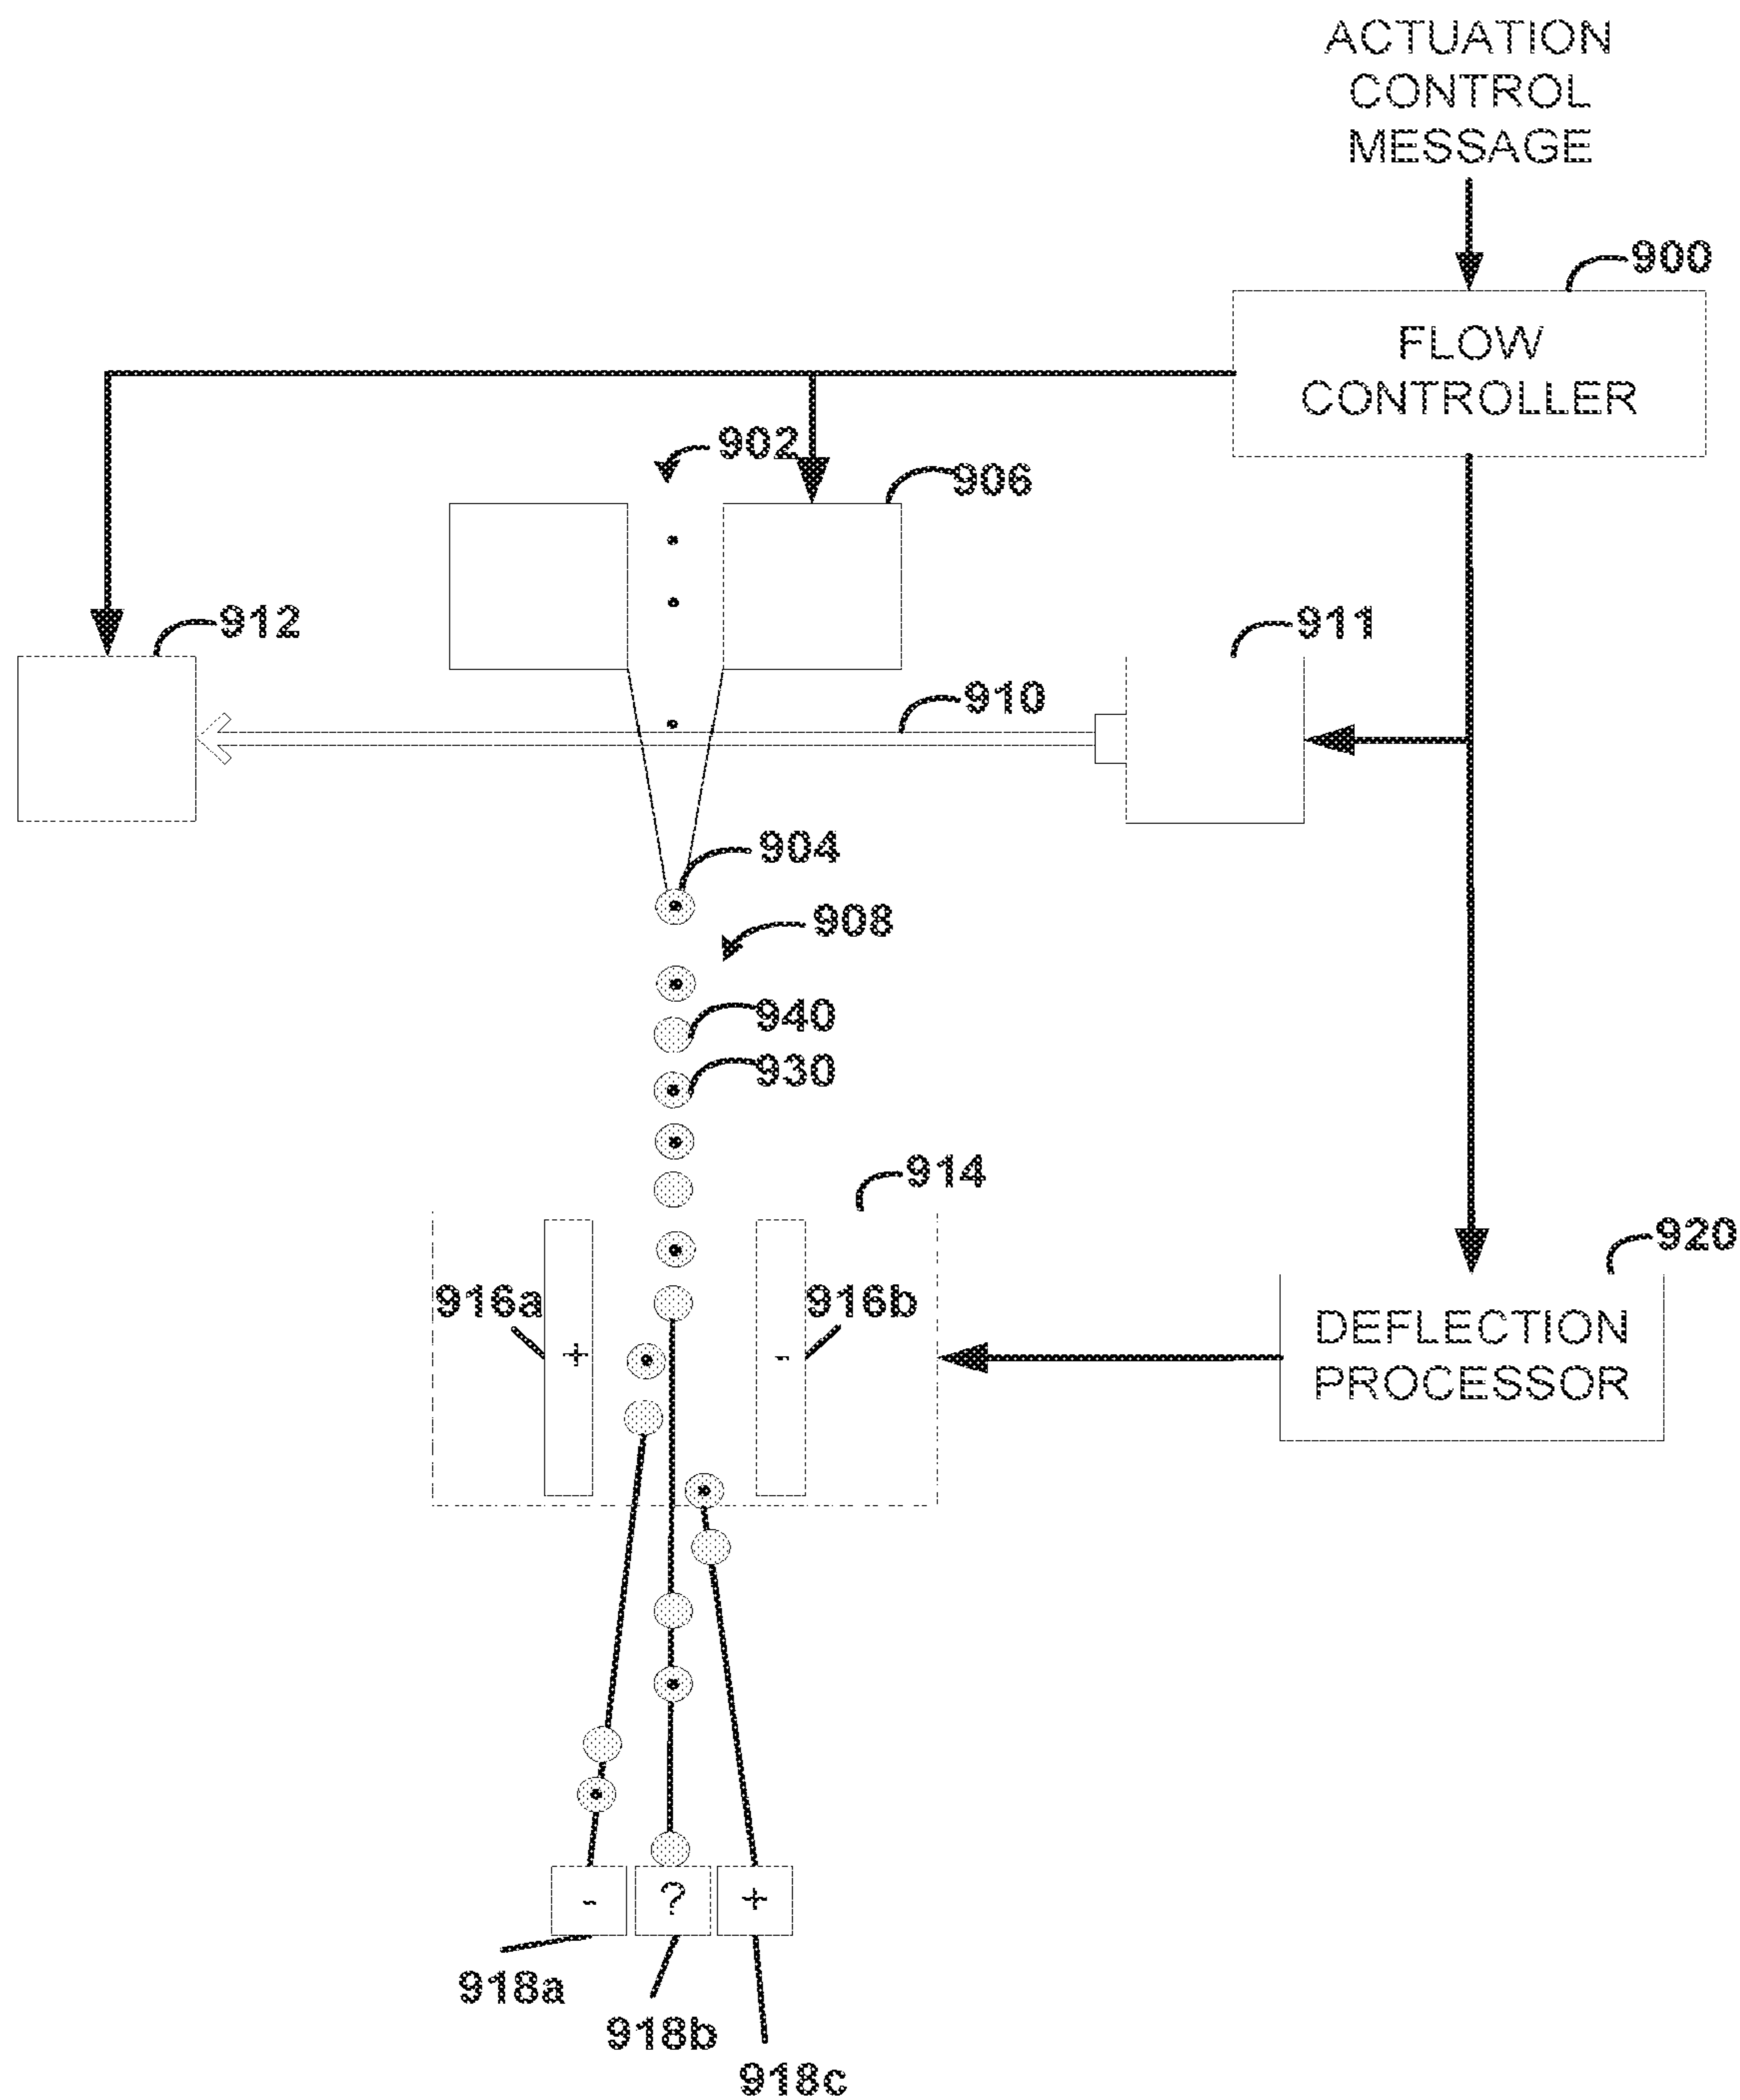 ACTUATION
CONTROL
MESSAGE
900
FLOW
CONTROLLER
902
906
912
911
910
904
908
940
930
914
920
916a
916b
+
-
DEFLECTION
PROCESSOR
-
?
+
918a
918b
918c